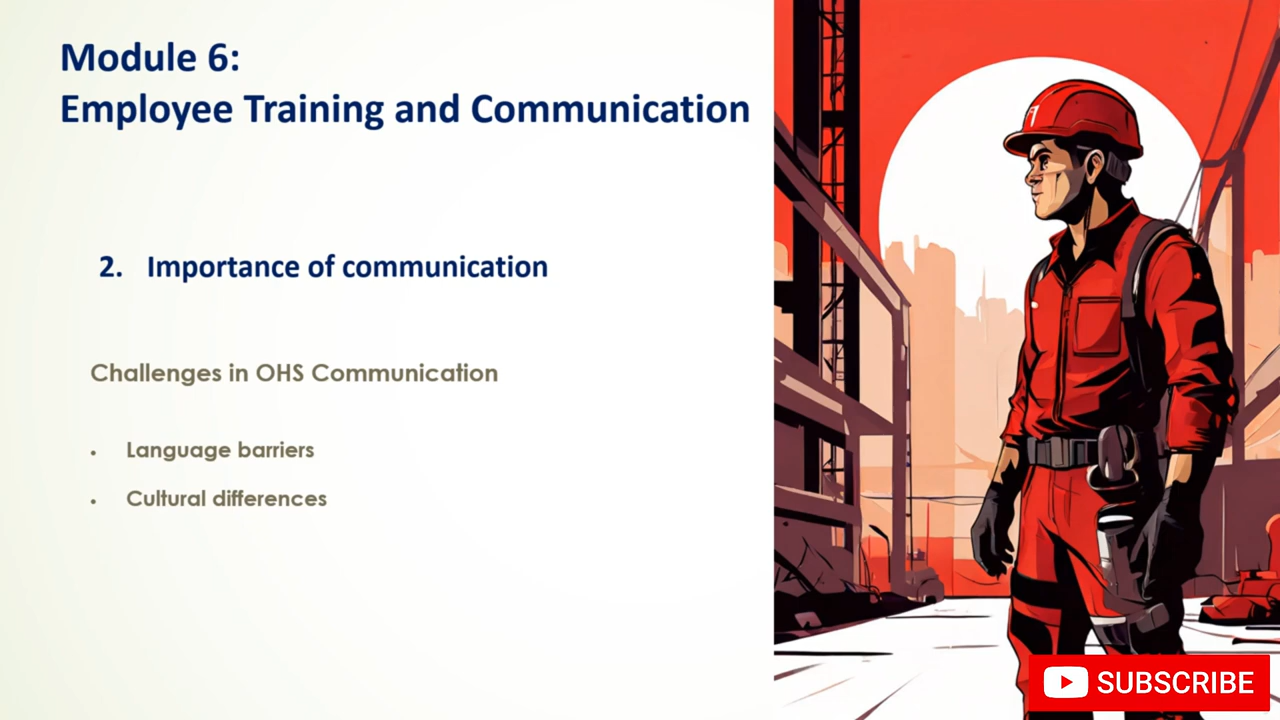 Module 6:
Employee Training and Communication
2. Importance of communication
Challenges in OHS Communication
• Language barriers
• Cultural differences
SUBSCRIBE